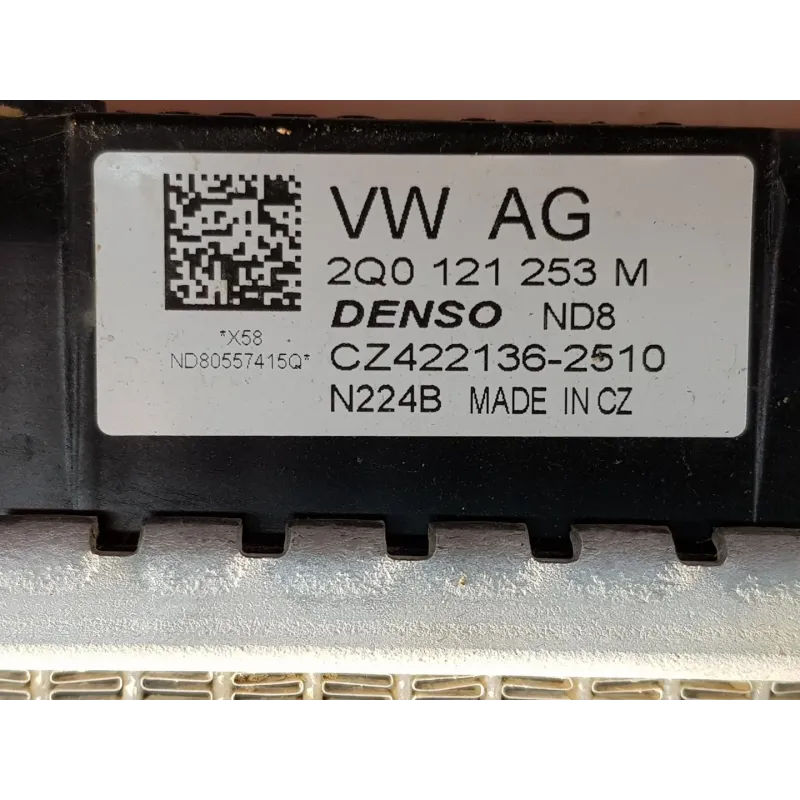 VW AG
2Q0 121 253 M
DENSO ND8
CZ422136-2510
N224B MADE IN CZ
*X58
ND80557415Q*